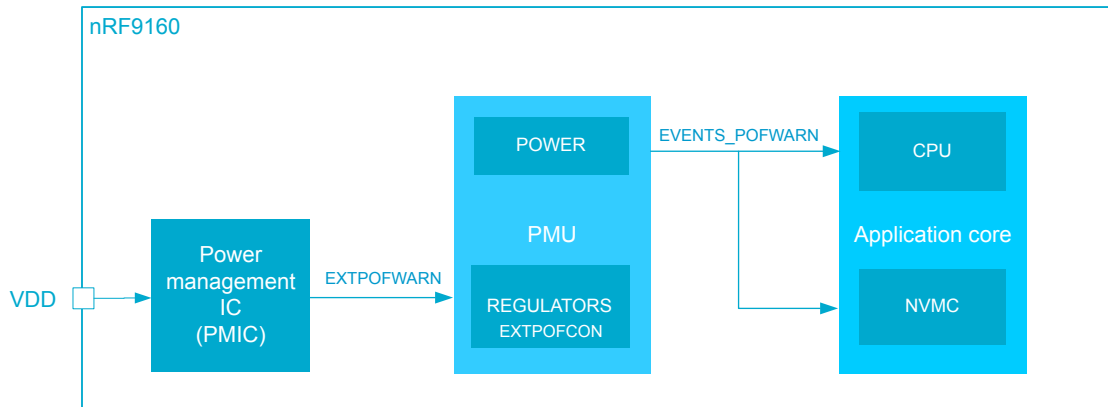 nRF9160
VDD
Power
management
IC
(PMIC)
EXTPOFWARN
POWER
PMU
REGULATORS
EXTPOFCON
EVENTS_POFWARN
CPU
Application core
NVMC